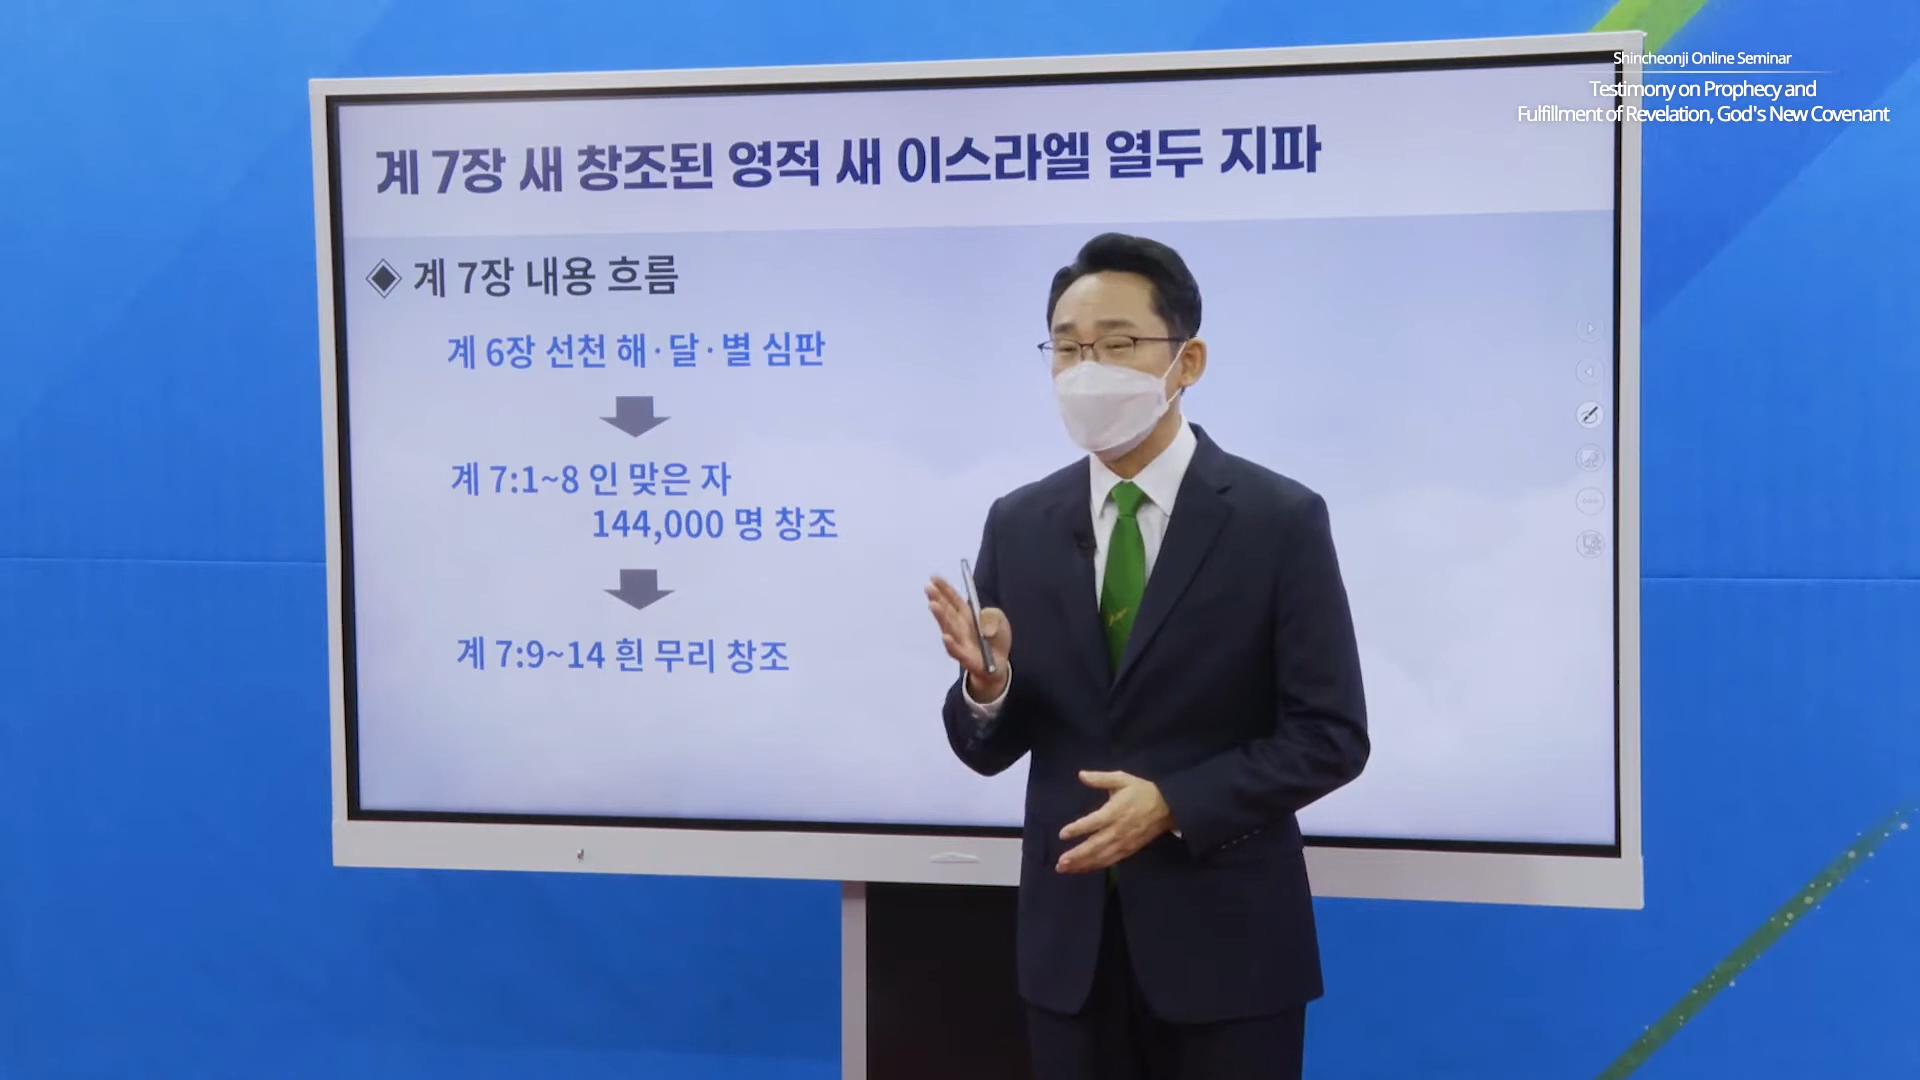 Shincheonji Online Seminar
Testimony on Prophecy and
Fulfillment of Revelation, God's New Covenant
계 7장 새 창조된 영적 새 이스라엘 열두 지파
계 7장 내용 흐름
계 6장 선천 해·달·별 심판
계 7:1~8 인 맞은 자
144,000 명 창조
계 7:9~14 흰 무리 창조